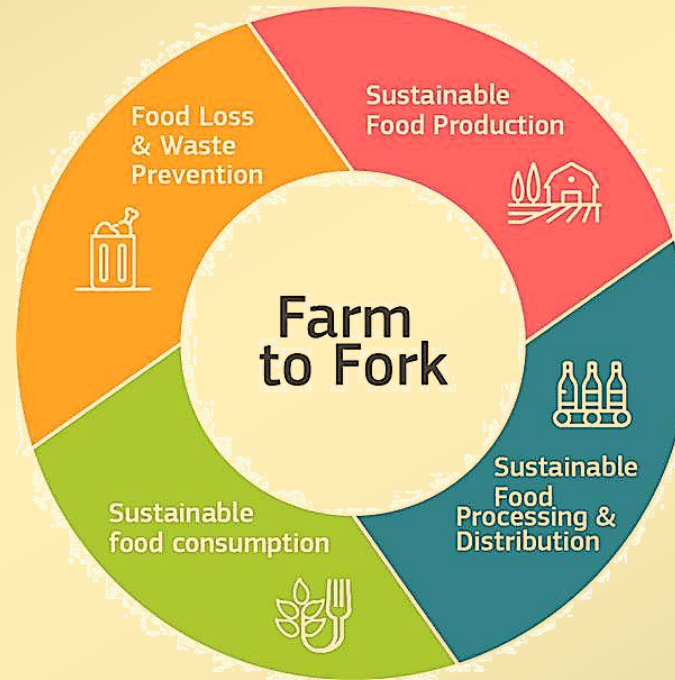 Sustainable
Food Production
Food Loss
& Waste
Prevention
Farm
to Fork
Sustainable
Food
Processing &
Distribution
Sustainable
food consumption